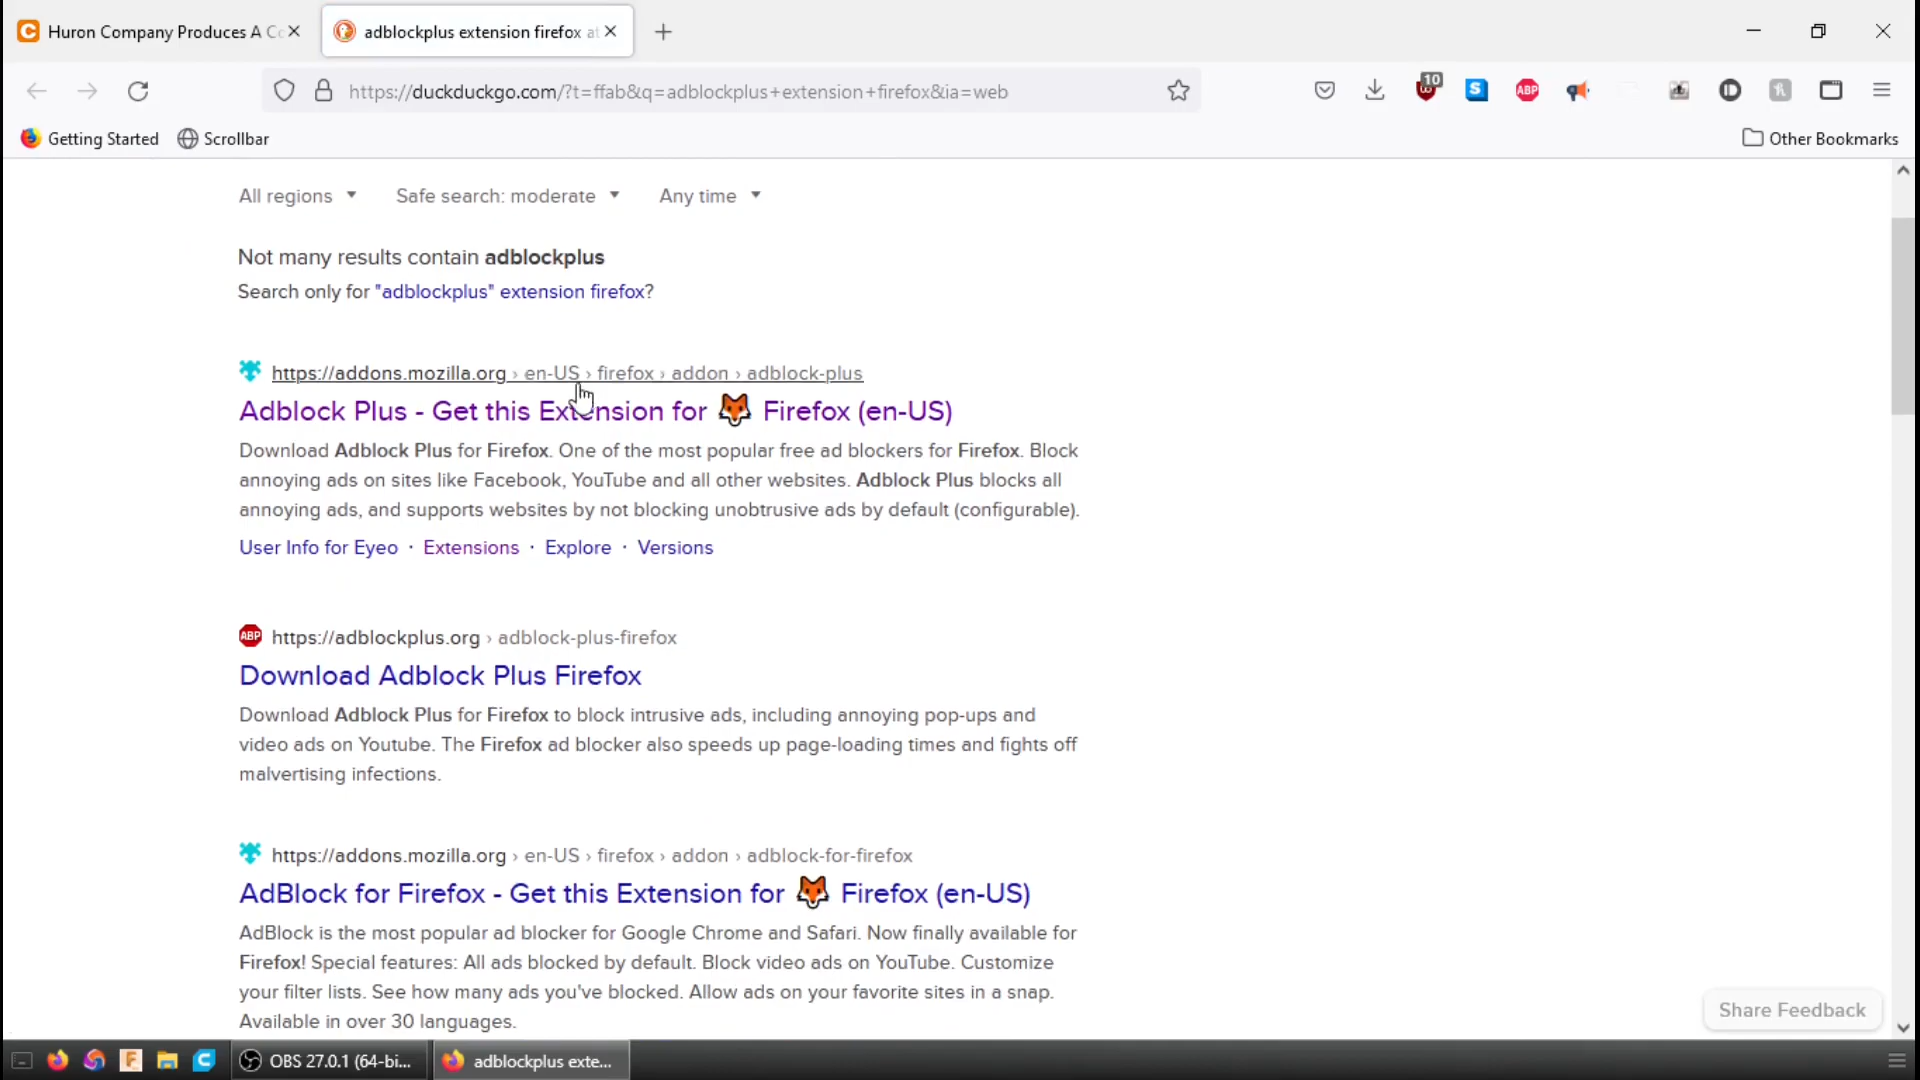 Huron Company Produces A Co
adblockplus extension firefox at
https://duckduckgo.com/?t=ffab&q=adblockplus+extension+firefox&ia=web
10
S
ABP
Getting Started
Scrollbar
Other Bookmarks
All regions
Safe search: moderate
Any time
Not many results contain adblockplus
Search only for "adblockplus" extension firefox?
https://addons.mozilla.org › en-US › firefox › addon › adblock-plus
Adblock Plus - Get this Extension for 🦊 Firefox (en-US)
Download Adblock Plus for Firefox. One of the most popular free ad blockers for Firefox. Block
annoying ads on sites like Facebook, YouTube and all other websites. Adblock Plus blocks all
annoying ads, and supports websites by not blocking unobtrusive ads by default (configurable).
User Info for Eyeo · Extensions · Explore · Versions
ABP https://adblockplus.org › adblock-plus-firefox
Download Adblock Plus Firefox
Download Adblock Plus for Firefox to block intrusive ads, including annoying pop-ups and
video ads on Youtube. The Firefox ad blocker also speeds up page-loading times and fights off
malvertising infections.
https://addons.mozilla.org › en-US › firefox › addon › adblock-for-firefox
AdBlock for Firefox - Get this Extension for 🦊 Firefox (en-US)
AdBlock is the most popular ad blocker for Google Chrome and Safari. Now finally available for
Firefox! Special features: All ads blocked by default. Block video ads on YouTube. Customize
your filter lists. See how many ads you've blocked. Allow ads on your favorite sites in a snap.
Available in over 30 languages.
Share Feedback
OBS 27.0.1 (64-bi...
adblockplus exte...